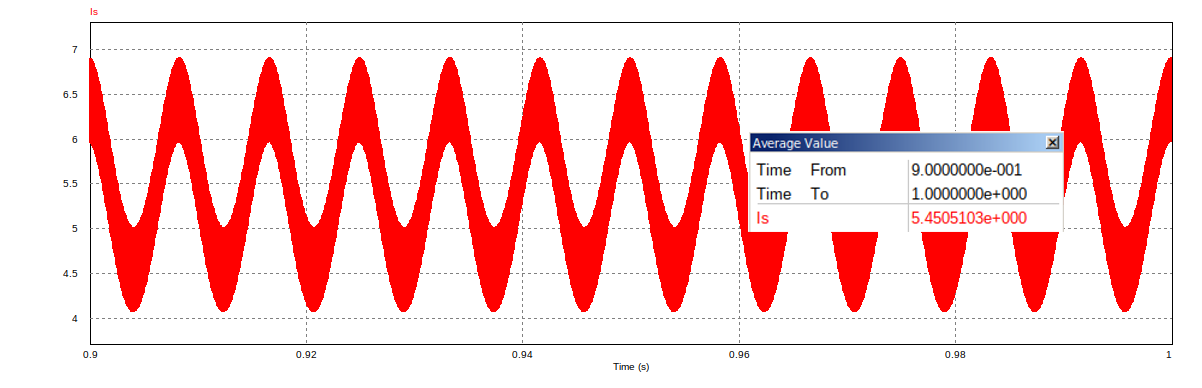 Is
7
6.5
6
5.5
5
4.5
4
Average Value
Time From 9.0000000e-001
Time To 1.0000000e+000
Is 5.4505103e+000
0.9 0.92 0.94 0.96 0.98 1
Time (s)